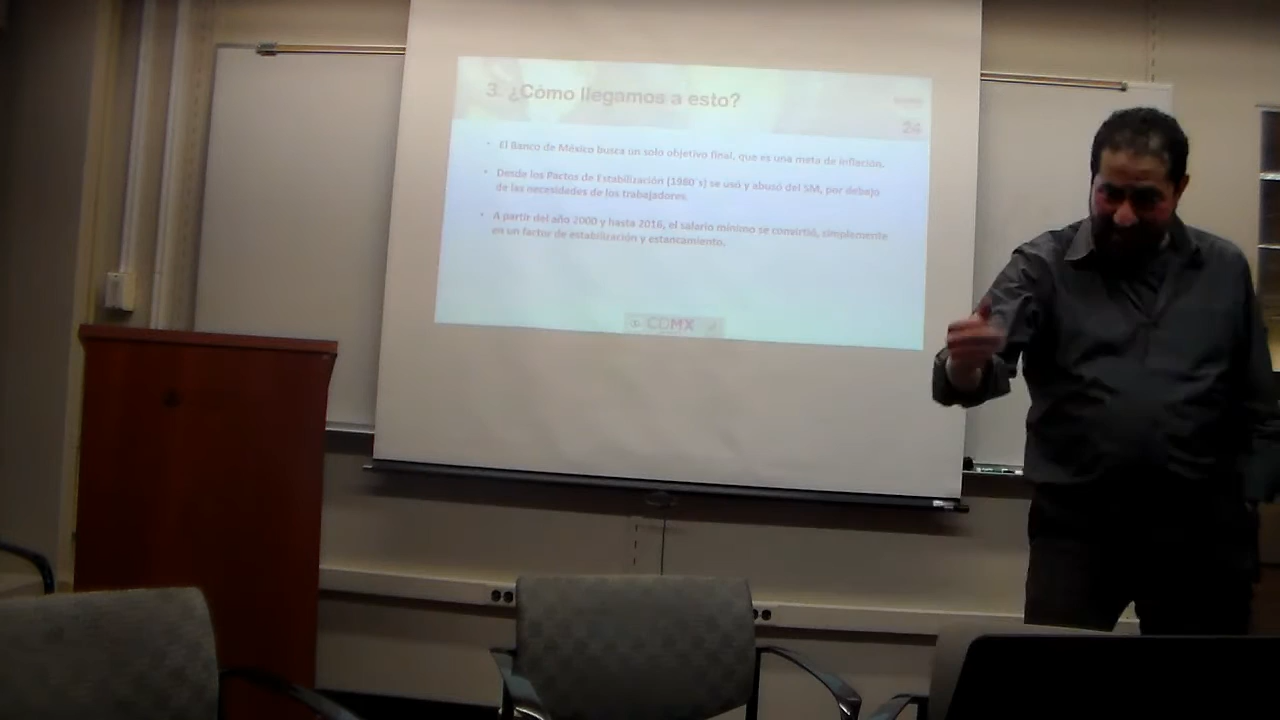 3. ¿Cómo llegamos a esto?
24
El Banco de México busca un solo objetivo final, que es una meta de inflación.
Desde los Pactos de Estabilización (1980´s) se usó y abusó del SM, por debajo
de las necesidades de los trabajadores.
A partir del año 2000 y hasta 2016, el salario mínimo se convirtió, simplemente
en un factor de estabilización y estancamiento.
CDMX